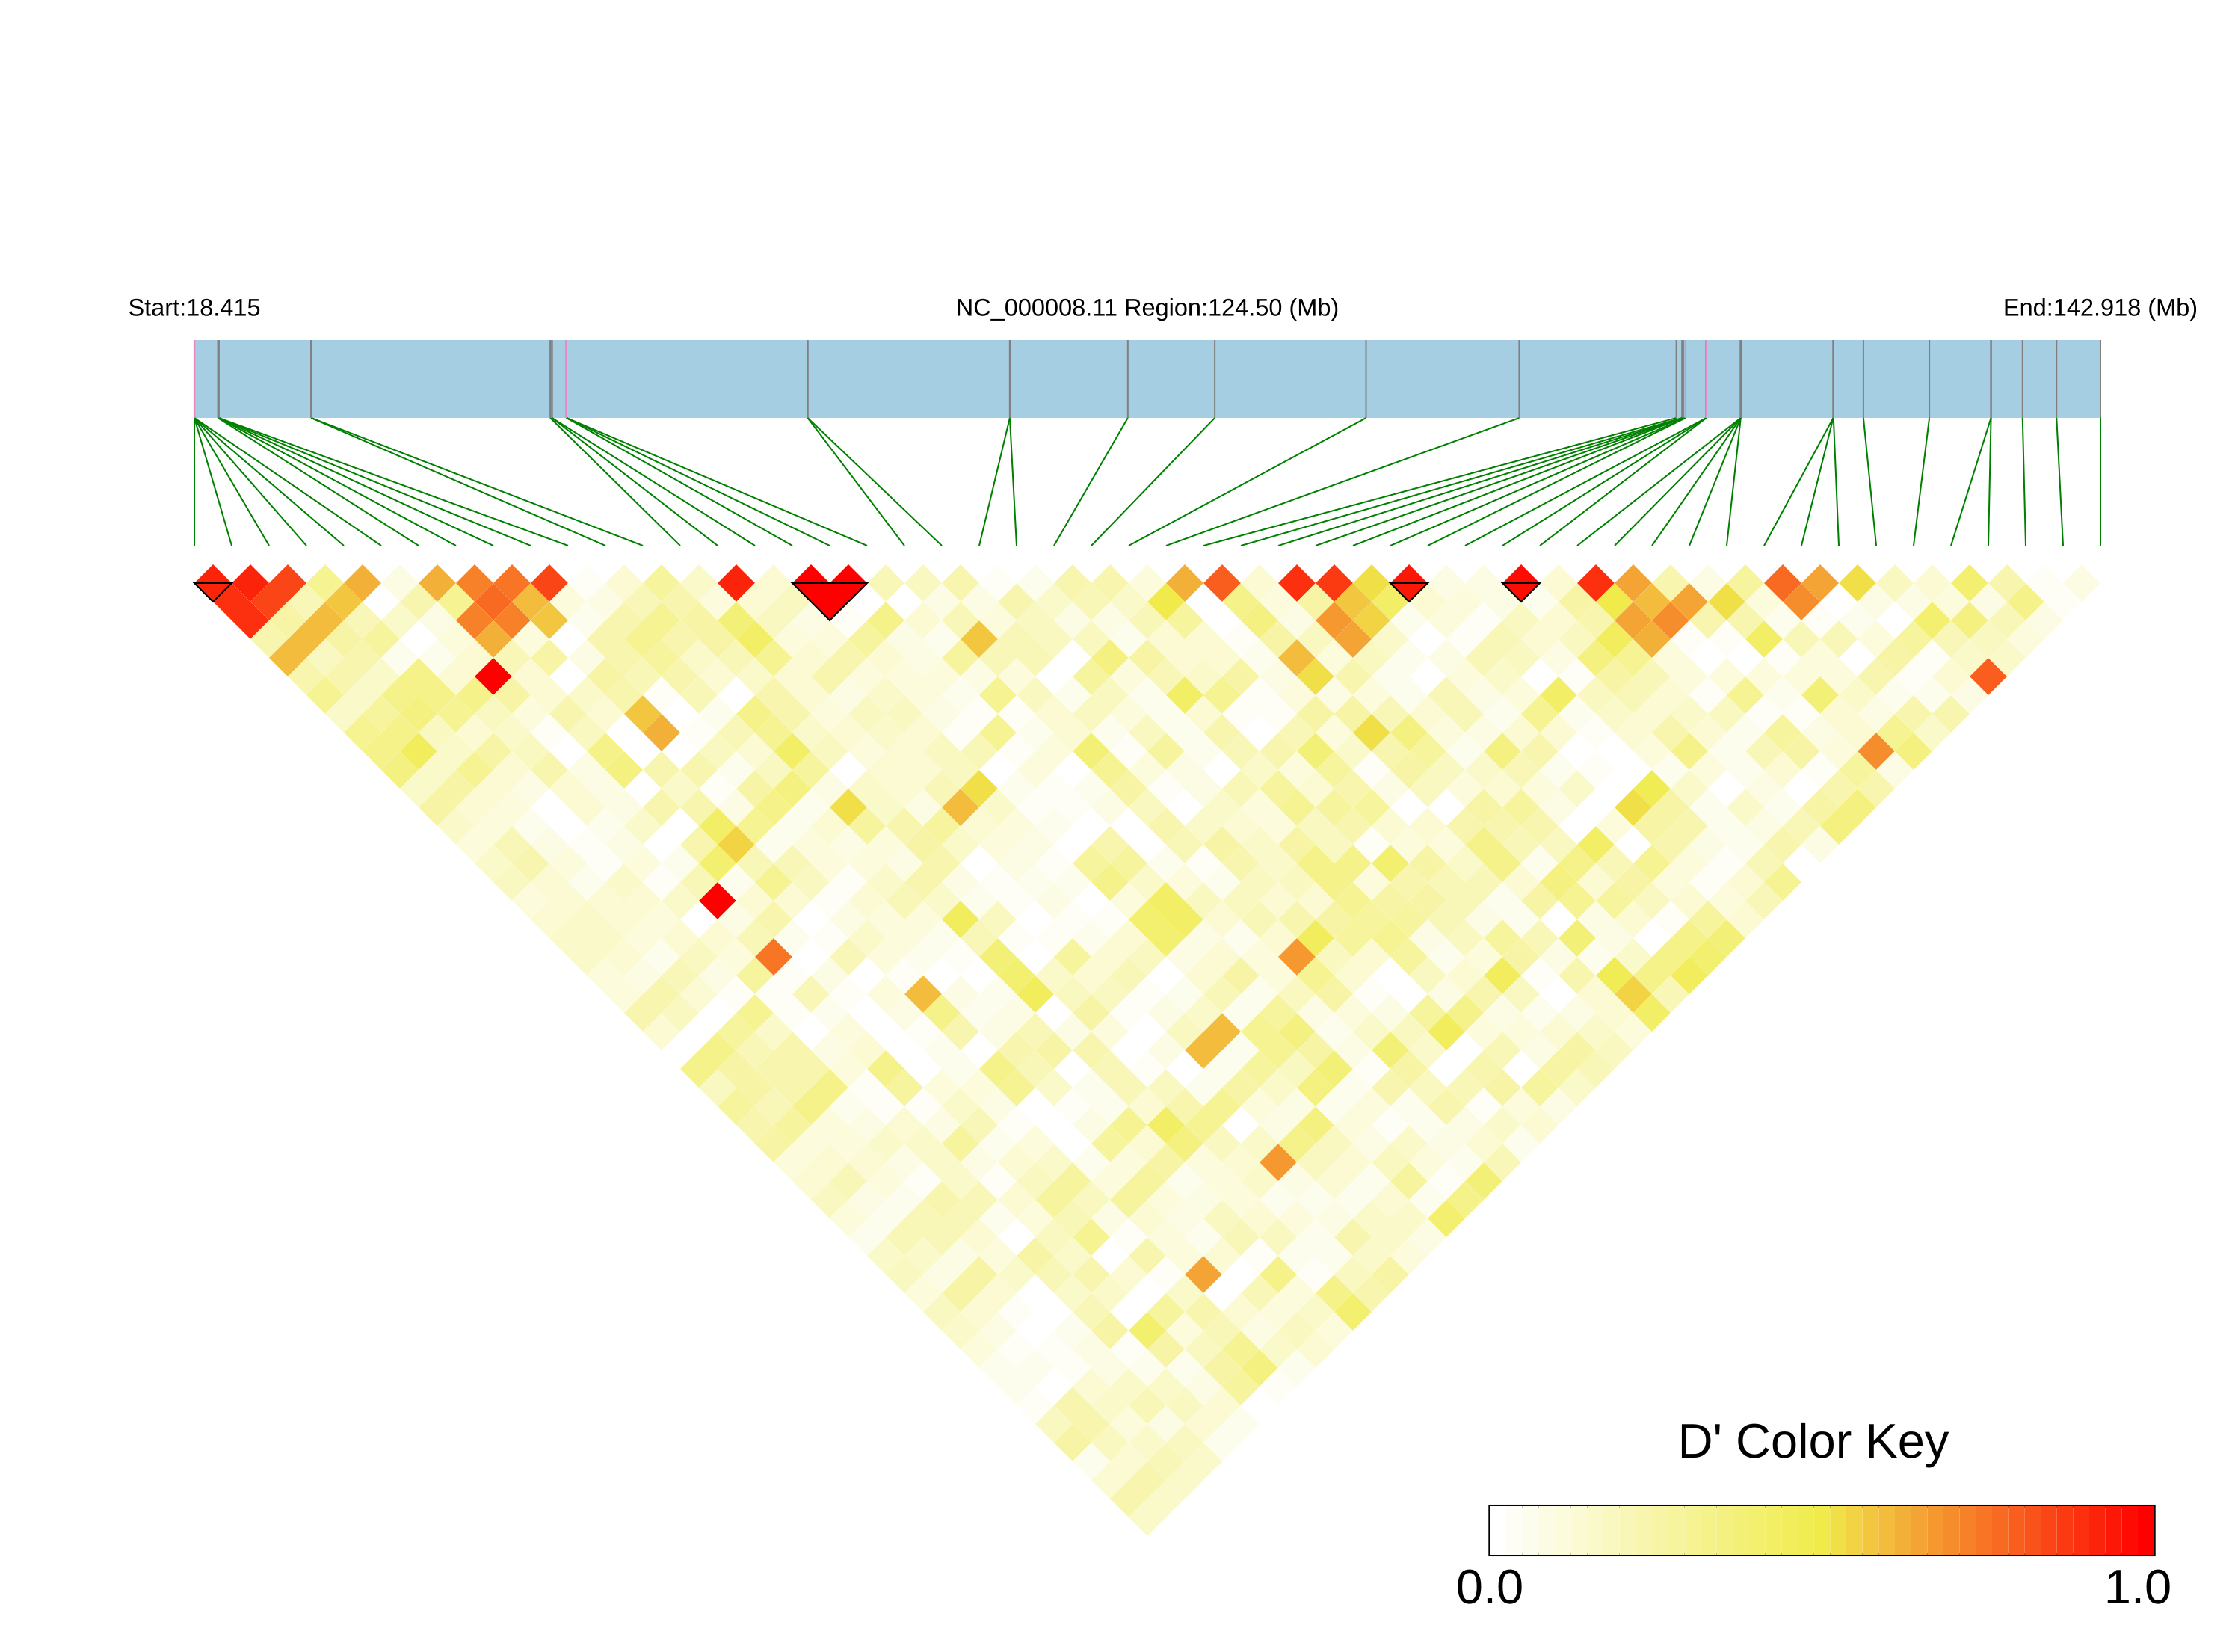 Start:18.415 NC_000008.11 Region:124.50 (Mb) End:142.918 (Mb)
D' Color Key
0.0 1.0